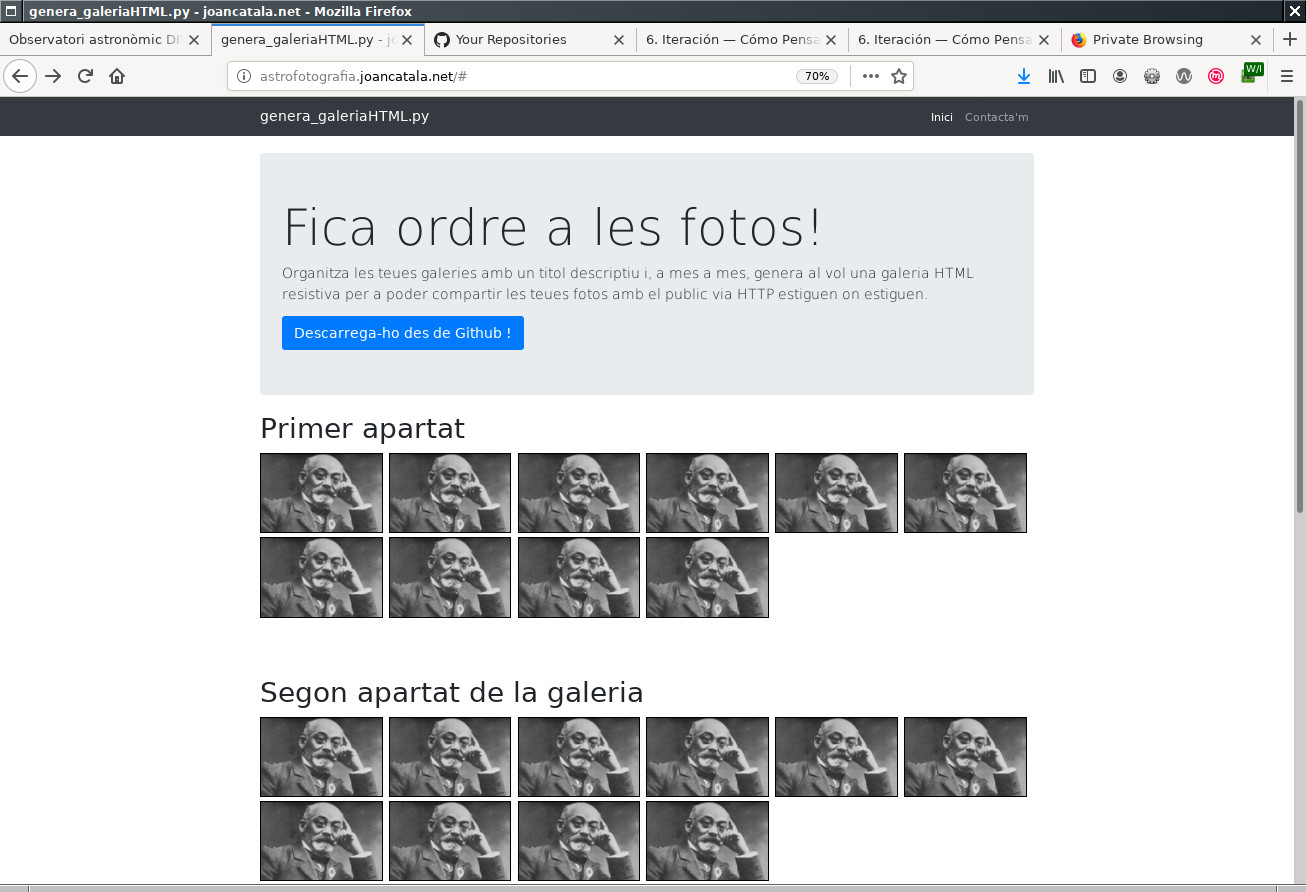 genera_galeriaHTML.py - joancatala.net - Mozilla Firefox
Observatori astronòmic DI
genera_galeriaHTML.py - jo
Your Repositories
6. Iteración — Cómo Pensa
6. Iteración — Cómo Pensa
Private Browsing
astrofotografia.joancatala.net/#
70%
W/I
genera_galeriaHTML.py
Inici
Contacta'm
Fica ordre a les fotos!
Organitza les teues galeries amb un titol descriptiu i, a mes a mes, genera al vol una galeria HTML
resistiva per a poder compartir les teues fotos amb el public via HTTP estiguen on estiguen.
Descarrega-ho des de Github !
Primer apartat
Segon apartat de la galeria